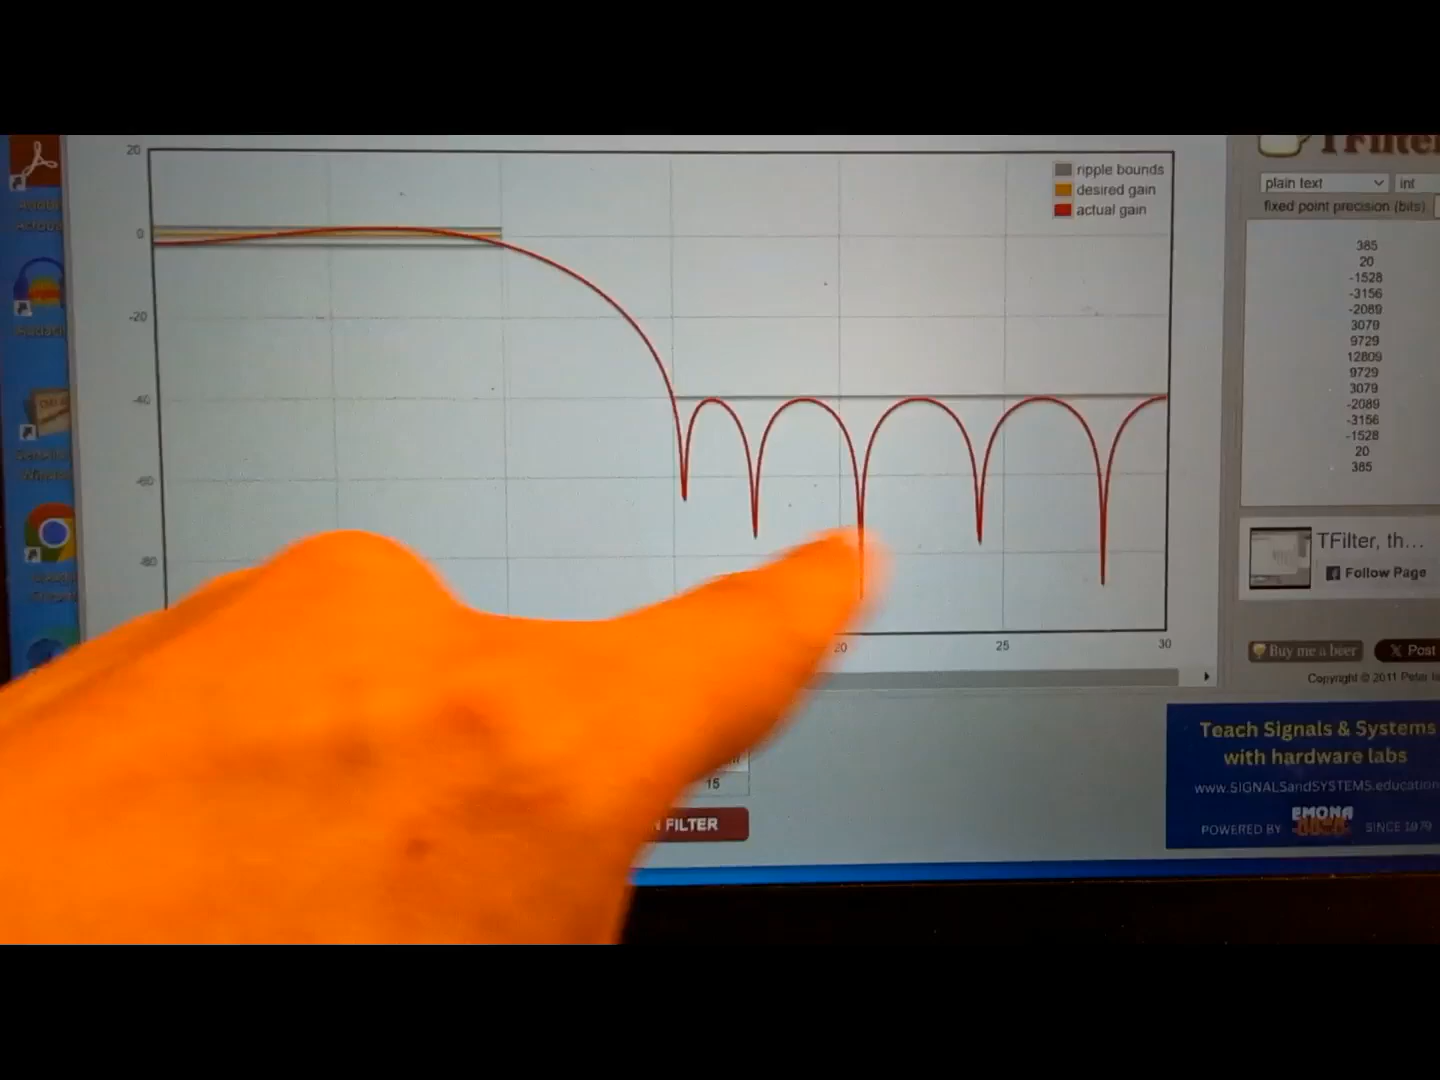 20
0
-20
-40
-60
-80
20
25
30
ripple bounds
desired gain
actual gain
TFilter
plain text
int
fixed point precision (bits)
385
20
-1528
-3156
-2089
3079
9729
12809
9729
3079
-2089
-3156
-1528
20
385
TFilter, th...
Follow Page
Buy me a beer
X Post
Copyright © 2011 Peter
15
FILTER
Teach Signals & Systems
with hardware labs
www.SIGNALSandSYSTEMS.education
POWERED BY EMONA SINCE 1979